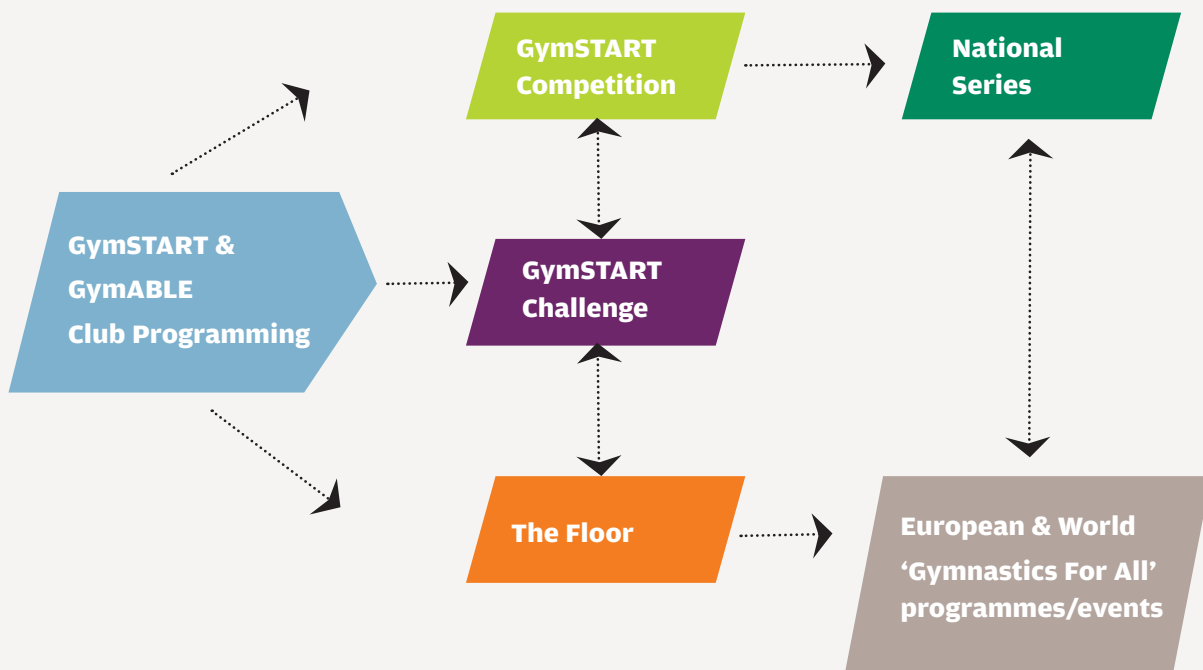 GymSTART
Competition
National
Series
GymSTART &
GymABLE
Club Programming
GymSTART
Challenge
The Floor
European & World
‘Gymnastics For All’
programmes/events